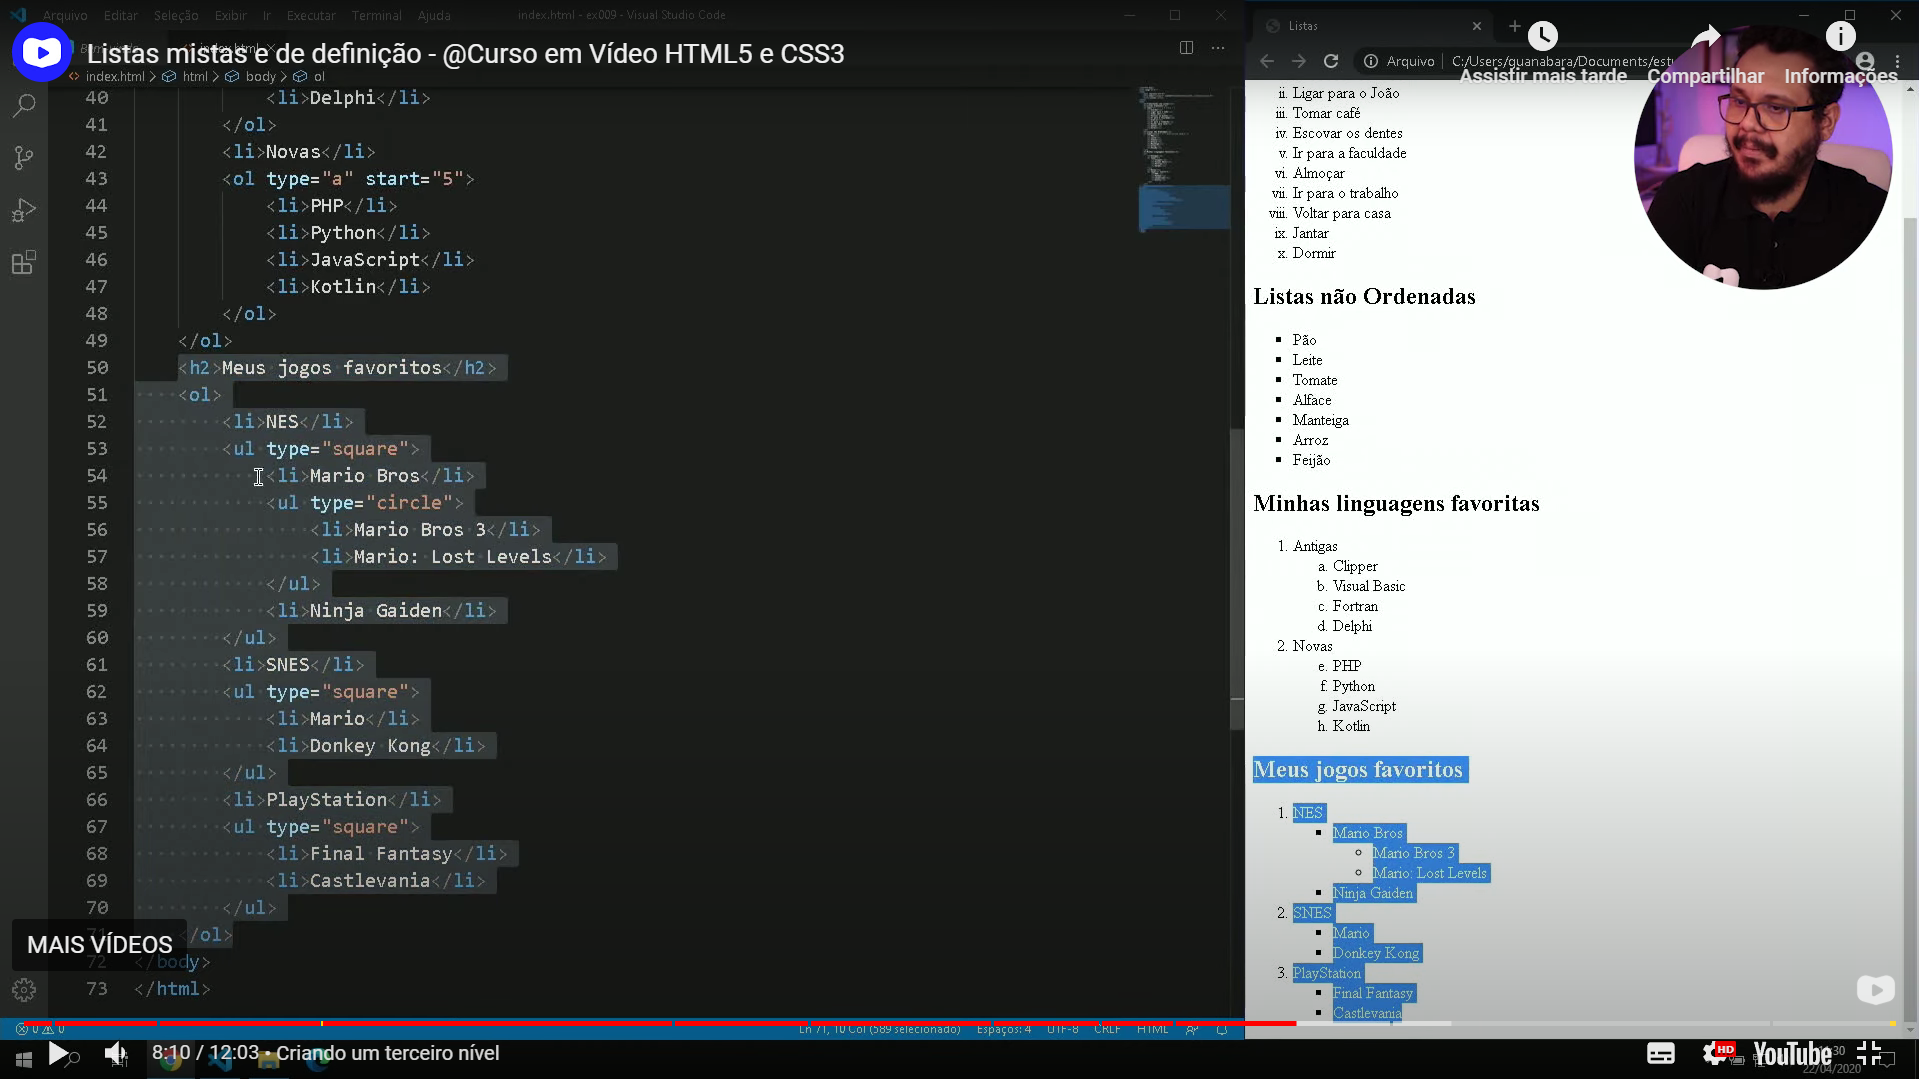 Arquivo Editar Seleção Exibir Ir Executar Terminal Ajuda index.html - ex009 - Visual Studio Code
Listas mistas e de definição - @Curso em Vídeo HTML5 e CSS3
index.html > html > body > ol
40 <li>Delphi</li>
41 </ol>
42 <li>Novas</li>
43 <ol type="a" start="5">
44 <li>PHP</li>
45 <li>Python</li>
46 <li>JavaScript</li>
47 <li>Kotlin</li>
48 </ol>
49 </ol>
50 <h2>Meus jogos favoritos</h2>
51 <ol>
52 <li>NES</li>
53 <ul type="square">
54 <li>Mario Bros</li>
55 <ul type="circle">
56 <li>Mario Bros 3</li>
57 <li>Mario: Lost Levels</li>
58 </ul>
59 <li>Ninja Gaiden</li>
60 </ul>
61 <li>SNES</li>
62 <ul type="square">
63 <li>Mario</li>
64 <li>Donkey Kong</li>
65 </ul>
66 <li>PlayStation</li>
67 <ul type="square">
68 <li>Final Fantasy</li>
69 <li>Castlevania</li>
70 </ul>
71 </ol>
72 </body>
73 </html>
MAIS VÍDEOS
0 0 Ln 71, 10 Col (589 selecionado) Espaços: 4 UTF-8 CRLF HTML
8:10 / 12:03 • Criando um terceiro nível
Listas
Arquivo C:/Users/guanabara/Documents/est
Assistir mais tarde Compartilhar Informações
ii. Ligar para o João
iii. Tomar café
iv. Escovar os dentes
v. Ir para a faculdade
vi. Almoçar
vii. Ir para o trabalho
viii. Voltar para casa
ix. Jantar
x. Dormir
Listas não Ordenadas
Pão
Leite
Tomate
Alface
Manteiga
Arroz
Feijão
Minhas linguagens favoritas
1. Antigas
a. Clipper
b. Visual Basic
c. Fortran
d. Delphi
2. Novas
e. PHP
f. Python
g. JavaScript
h. Kotlin
Meus jogos favoritos
1. NES
Mario Bros
Mario Bros 3
Mario: Lost Levels
Ninja Gaiden
2. SNES
Mario
Donkey Kong
3. PlayStation
Final Fantasy
Castlevania
HD YouTube
22/04/2020